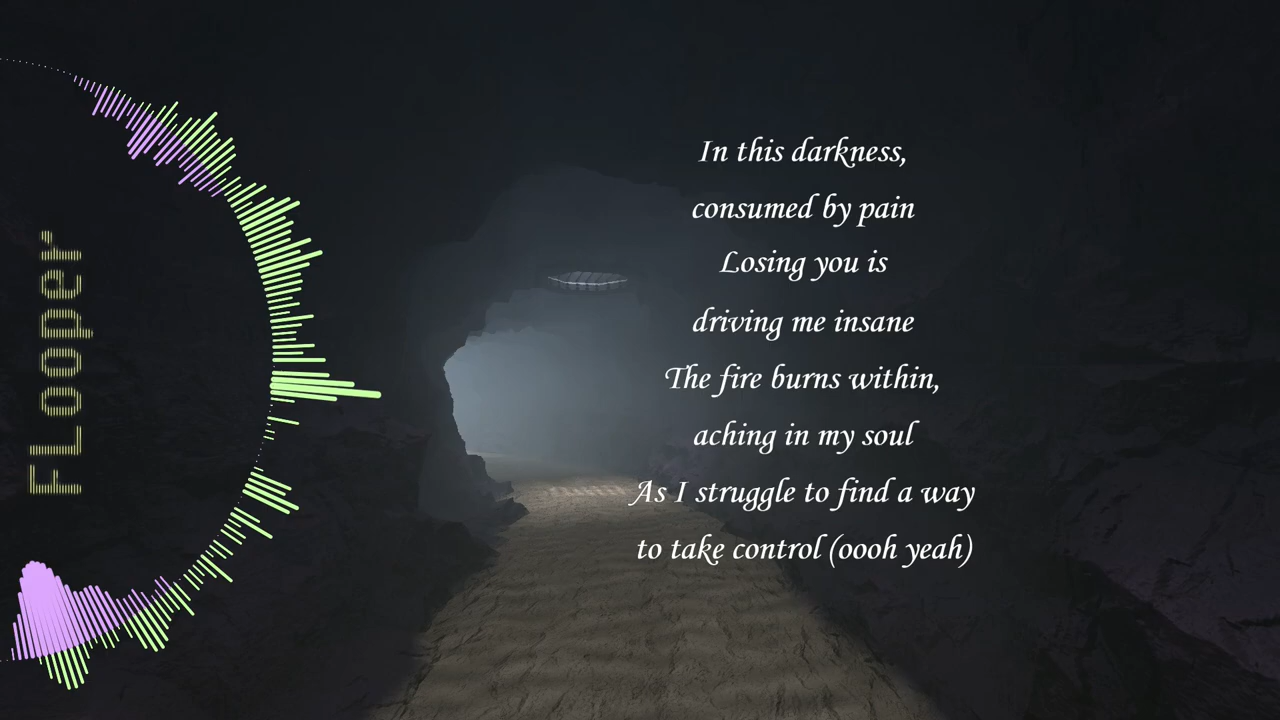 FLooper
In this darkness,
consumed by pain
Losing you is
driving me insane
The fire burns within,
aching in my soul
As I struggle to find a way
to take control (oooh yeah)